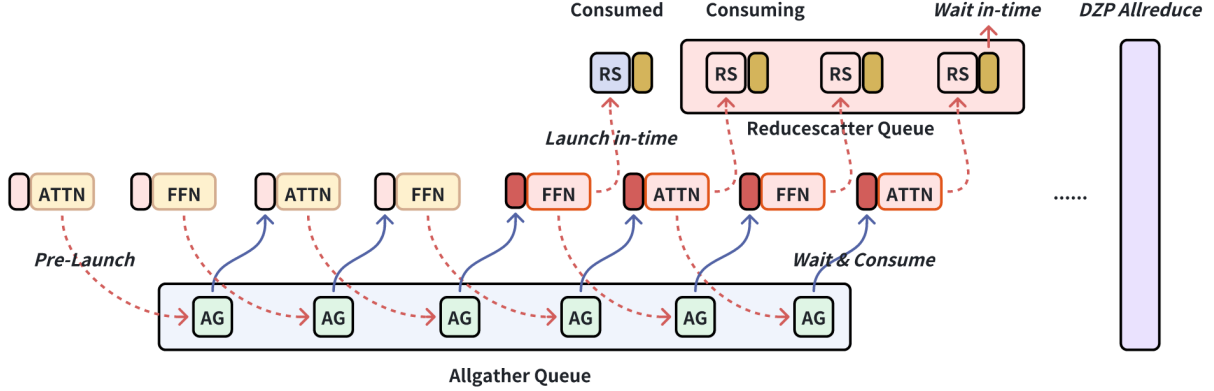 Consumed Consuming Wait in-time DZP Allreduce
RS RS RS RS
Launch in-time Reducescatter Queue
ATTN FFN ATTN FFN FFN ATTN FFN ATTN ......
Pre-Launch Wait & Consume
AG AG AG AG AG AG
Allgather Queue